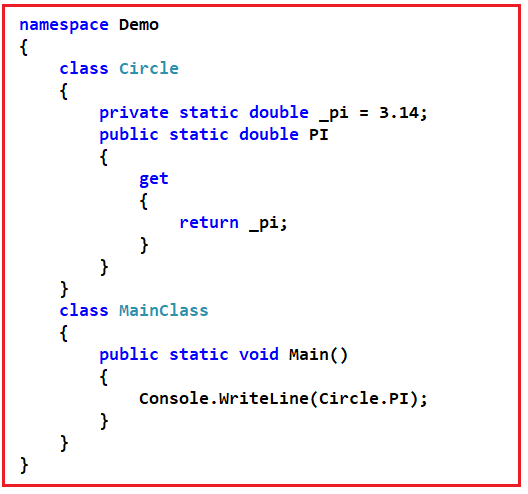 namespace Demo
{
    class Circle
    {
        private static double _pi = 3.14;
        public static double PI
        {
            get
            {
                return _pi;
            }
        }
    }
    class MainClass
    {
        public static void Main()
        {
            Console.WriteLine(Circle.PI);
        }
    }
}